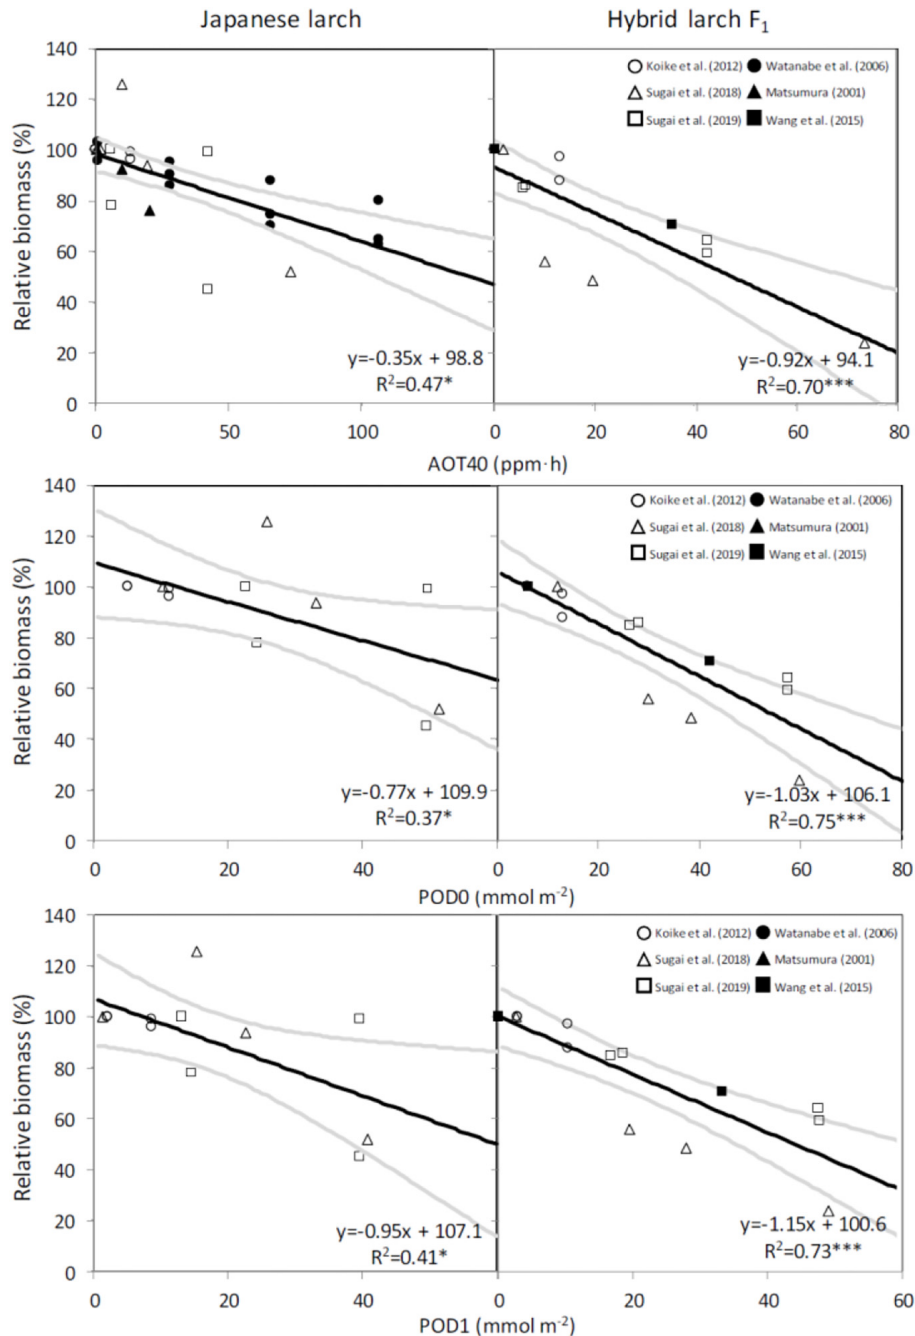 Japanese larch
Hybrid larch F1
140
120
100
80
60
40
20
0
Relative biomass (%)
y=-0.35x + 98.8
R2=0.47*
0 50 100
Koike et al. (2012) Watanabe et al. (2006)
Sugai et al. (2018) Matsumura (2001)
Sugai et al. (2019) Wang et al. (2015)
y=-0.92x + 94.1
R2=0.70***
0 20 40 60 80
AOT40 (ppm·h)
140
120
100
80
60
40
20
0
Relative biomass (%)
y=-0.77x + 109.9
R2=0.37*
0 20 40
Koike et al. (2012) Watanabe et al. (2006)
Sugai et al. (2018) Matsumura (2001)
Sugai et al. (2019) Wang et al. (2015)
y=-1.03x + 106.1
R2=0.75***
0 20 40 60 80
POD0 (mmol m-2)
140
120
100
80
60
40
20
0
Relative biomass (%)
y=-0.95x + 107.1
R2=0.41*
0 20 40
Koike et al. (2012) Watanabe et al. (2006)
Sugai et al. (2018) Matsumura (2001)
Sugai et al. (2019) Wang et al. (2015)
y=-1.15x + 100.6
R2=0.73***
0 20 40 60
POD1 (mmol m-2)